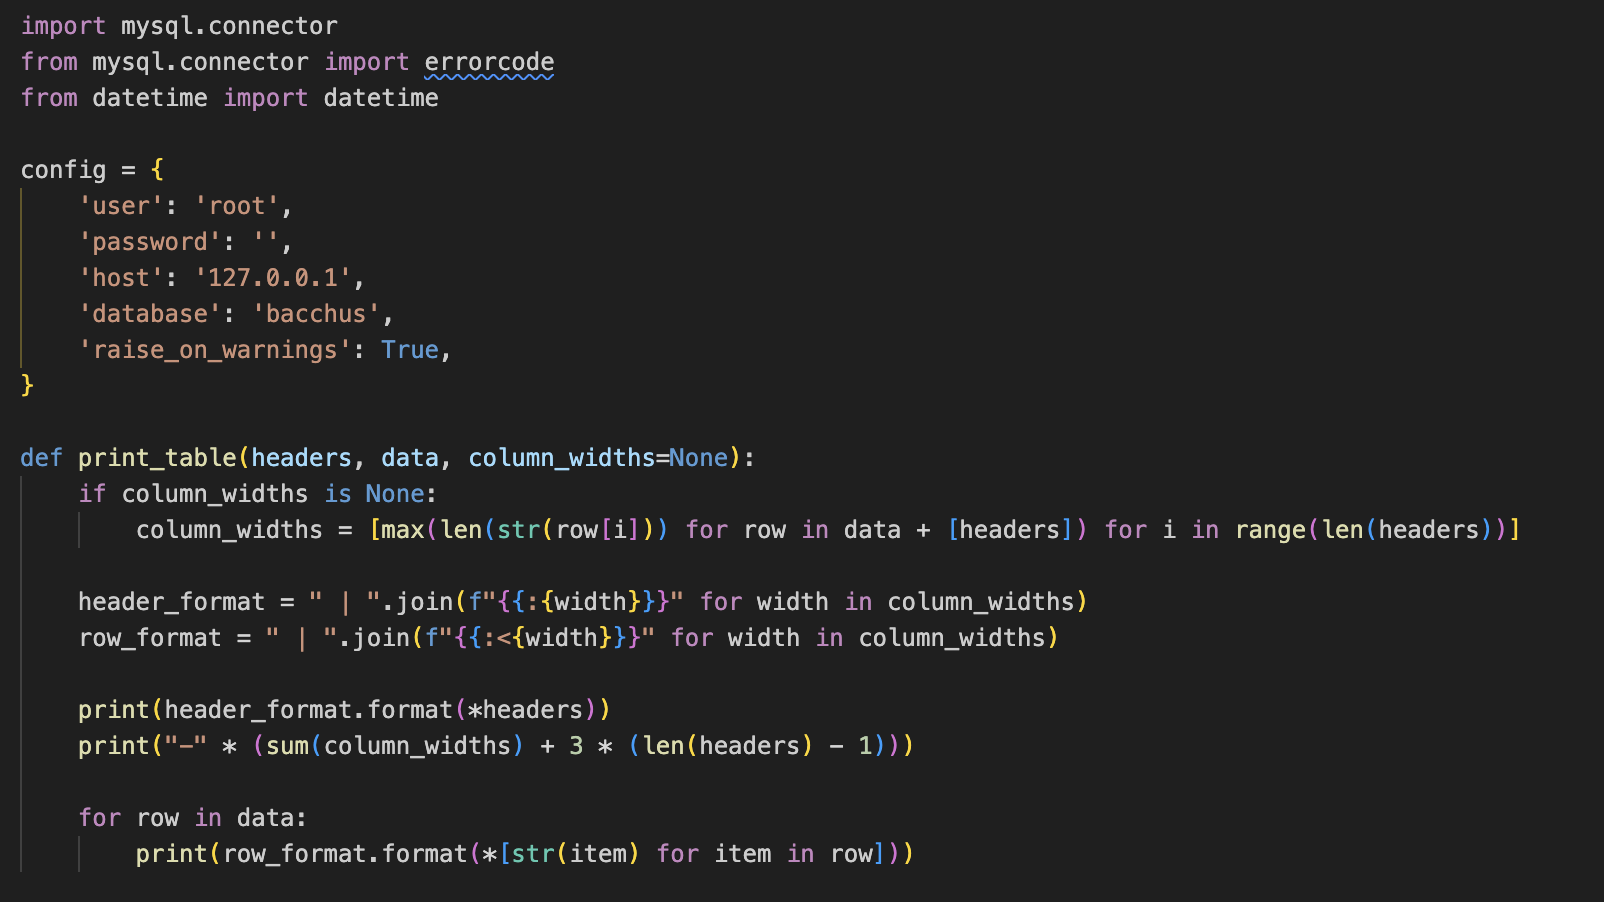 import mysql.connector
from mysql.connector import errorcode
from datetime import datetime

config = {
    'user': 'root',
    'password': '',
    'host': '127.0.0.1',
    'database': 'bacchus',
    'raise_on_warnings': True,
}

def print_table(headers, data, column_widths=None):
    if column_widths is None:
        column_widths = [max(len(str(row[i])) for row in data + [headers]) for i in range(len(headers))]

    header_format = " | ".join(f"{{:{width}}}" for width in column_widths)
    row_format = " | ".join(f"{{:<{width}}}" for width in column_widths)

    print(header_format.format(*headers))
    print("-" * (sum(column_widths) + 3 * (len(headers) - 1)))

    for row in data:
        print(row_format.format(*[str(item) for item in row]))